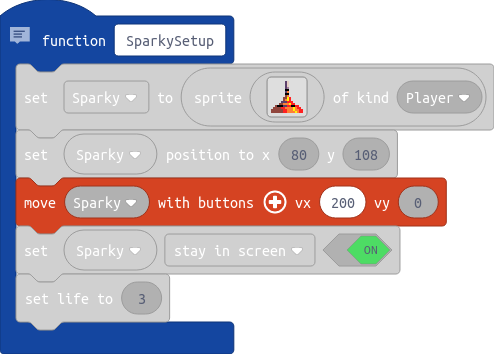 function SparkySetup
set Sparky to sprite of kind Player
set Sparky position to x 80 y 108
move Sparky with buttons vx 200 vy 0
set Sparky stay in screen ON
set life to 3